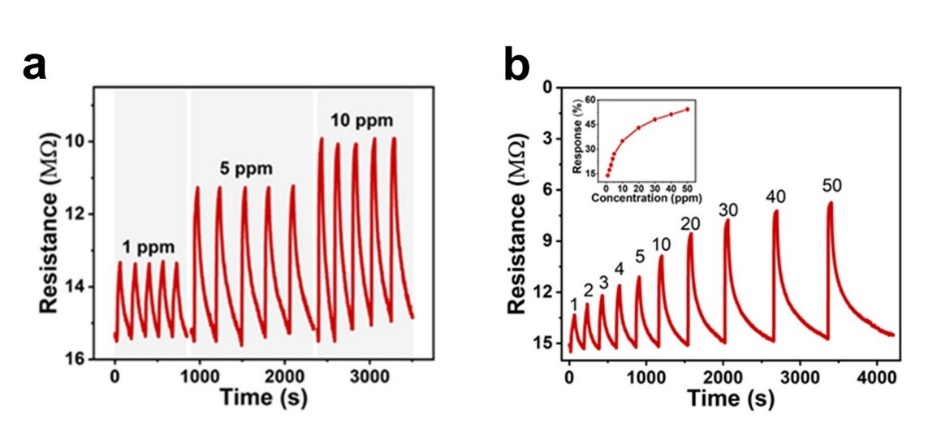 a
10 ppm
5 ppm
1 ppm
10
12
14
16
Resistance (MΩ)
0 1000 2000 3000
Time (s)
b
0
3
6
9
12
15
Resistance (MΩ)
60
45
30
15
Response (%)
0 10 20 30 40 50
Concentration (ppm)
1 2 3 4 5 10 20 30 40 50
0 1000 2000 3000 4000
Time (s)